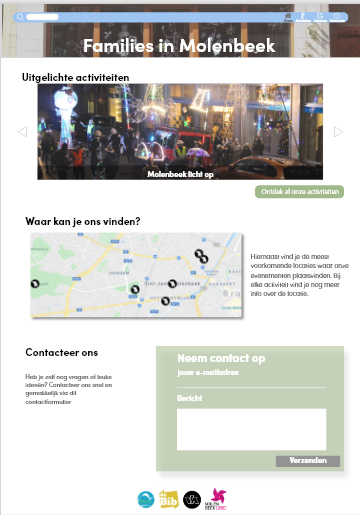 Families in Molenbeek
Uitgelichte activiteiten
Molenbeek licht op
Ontdek al onze activiteiten
Waar kan je ons vinden?
Hiernaast vind je de meest
voorkomende locaties waar onze
evenementen plaatsvinden. Bij
elke activiteit vind je nog meer
info over de locatie.
Contacteer ons
Heb je zelf nog vragen of leuke
ideeën? Contacteer ons snel en
gemakkelijk via dit
contactformulier
Neem contact op
Jouw e-mailadres
Bericht
Verzenden
Bib
MOLEN